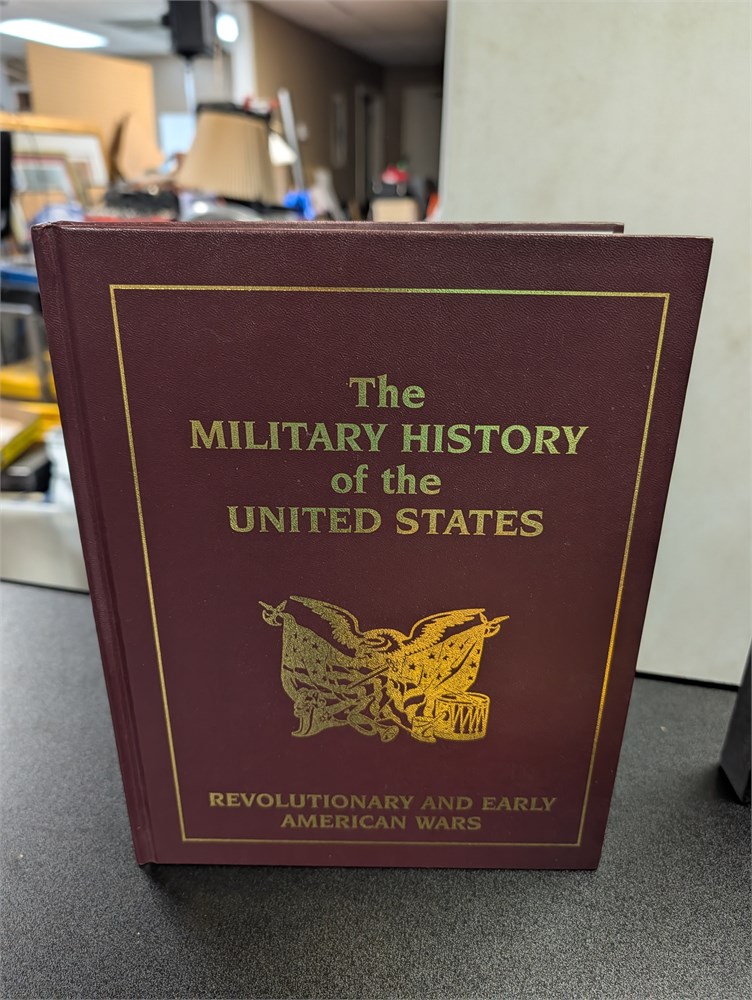 The
MILITARY HISTORY
of the
UNITED STATES
REVOLUTIONARY AND EARLY
AMERICAN WARS